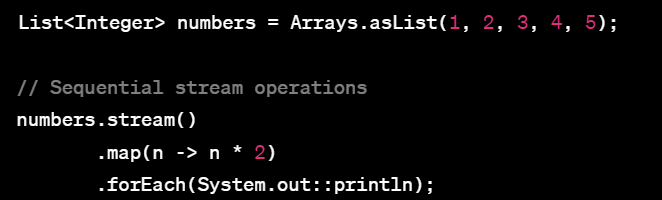 List<Integer> numbers = Arrays.asList(1, 2, 3, 4, 5);
// Sequential stream operations
numbers.stream()
.map(n -> n * 2)
.forEach(System.out::println);